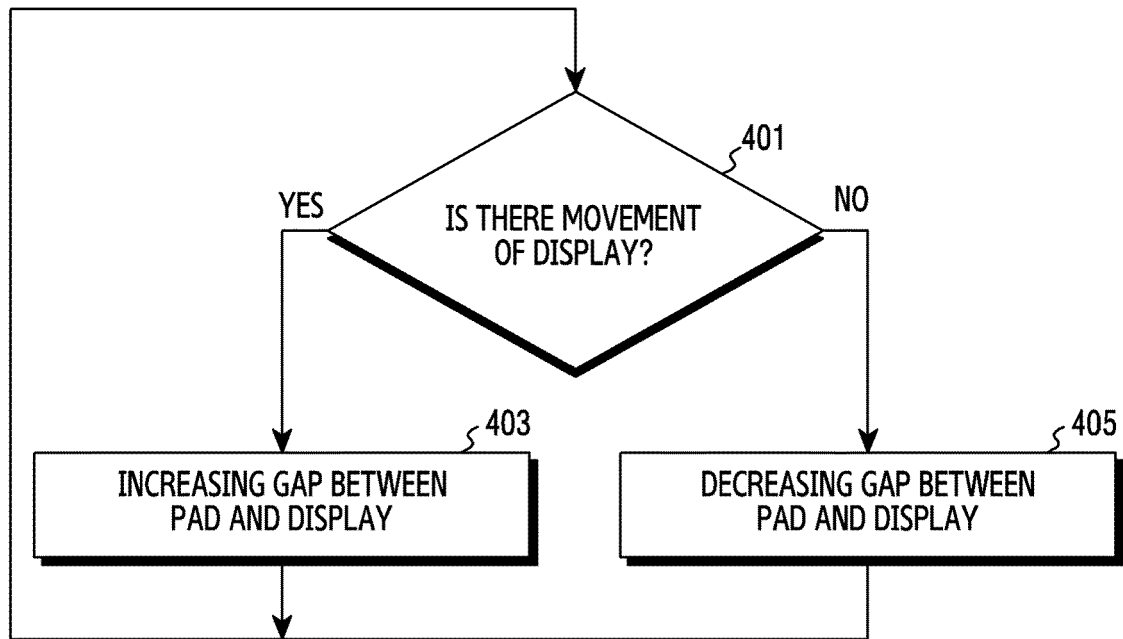 401
YES
NO
IS THERE MOVEMENT
OF DISPLAY?
403
405
INCREASING GAP BETWEEN
PAD AND DISPLAY
DECREASING GAP BETWEEN
PAD AND DISPLAY